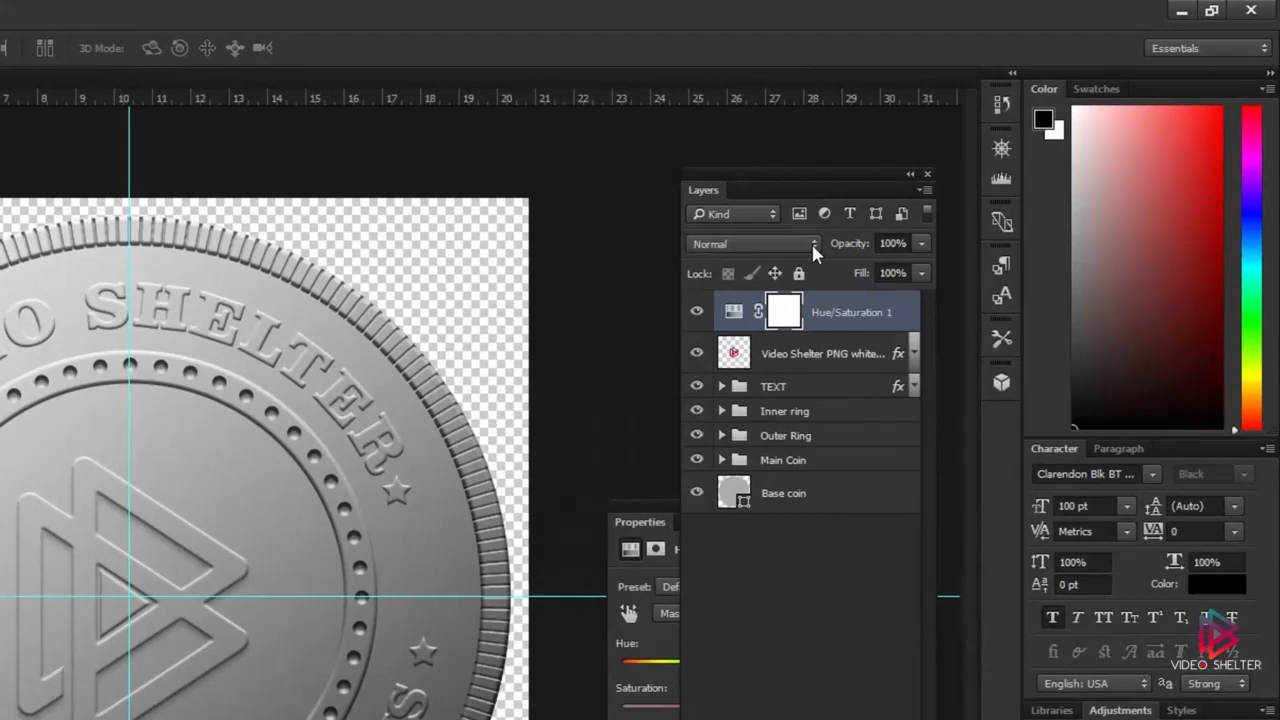 3D Mode:
Essentials
7 8 9 10 11 12 13 14 15 16 17 18 19 20 21 22 23 24 25 26 27 28 29 30 31
Color
Swatches
Layers
Kind
Normal
Opacity: 100%
Lock:
Fill: 100%
Hue/Saturation 1
Video Shelter PNG white... fx
TEXT fx
Inner ring
Outer Ring
Main Coin
Base coin
SHELTER
Properties
Preset: Def
Hue:
Saturation:
Character
Paragraph
Clarendon Blk BT ...
Black
100 pt
(Auto)
Metrics
0
100%
100%
0 pt
Color:
VIDEO SHELTER
English: USA
Strong
Libraries
Adjustments
Styles